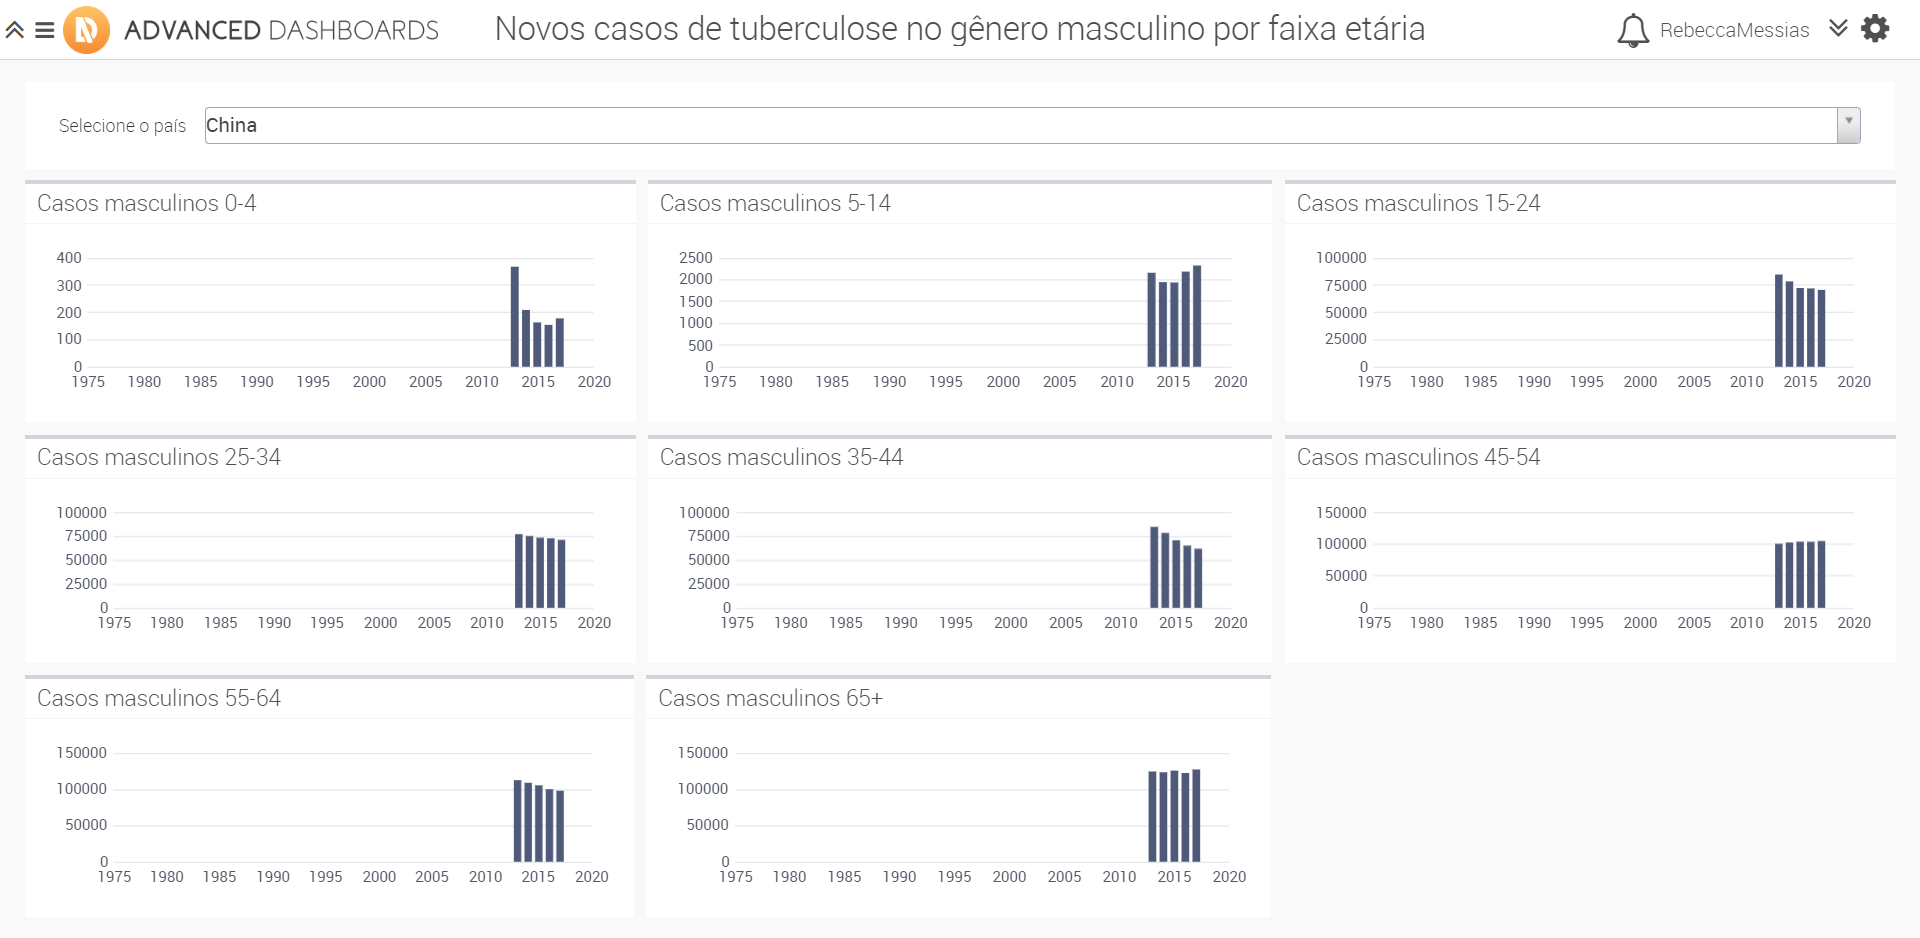 ADVANCED DASHBOARDS
Novos casos de tuberculose no gênero masculino por faixa etária
RebeccaMessias
Selecione o país
China
Casos masculinos 0-4
400
300
200
100
0
1975 1980 1985 1990 1995 2000 2005 2010 2015 2020
Casos masculinos 5-14
2500
2000
1500
1000
500
0
1975 1980 1985 1990 1995 2000 2005 2010 2015 2020
Casos masculinos 15-24
100000
75000
50000
25000
0
1975 1980 1985 1990 1995 2000 2005 2010 2015 2020
Casos masculinos 25-34
100000
75000
50000
25000
0
1975 1980 1985 1990 1995 2000 2005 2010 2015 2020
Casos masculinos 35-44
100000
75000
50000
25000
0
1975 1980 1985 1990 1995 2000 2005 2010 2015 2020
Casos masculinos 45-54
150000
100000
50000
0
1975 1980 1985 1990 1995 2000 2005 2010 2015 2020
Casos masculinos 55-64
150000
100000
50000
0
1975 1980 1985 1990 1995 2000 2005 2010 2015 2020
Casos masculinos 65+
150000
100000
50000
0
1975 1980 1985 1990 1995 2000 2005 2010 2015 2020